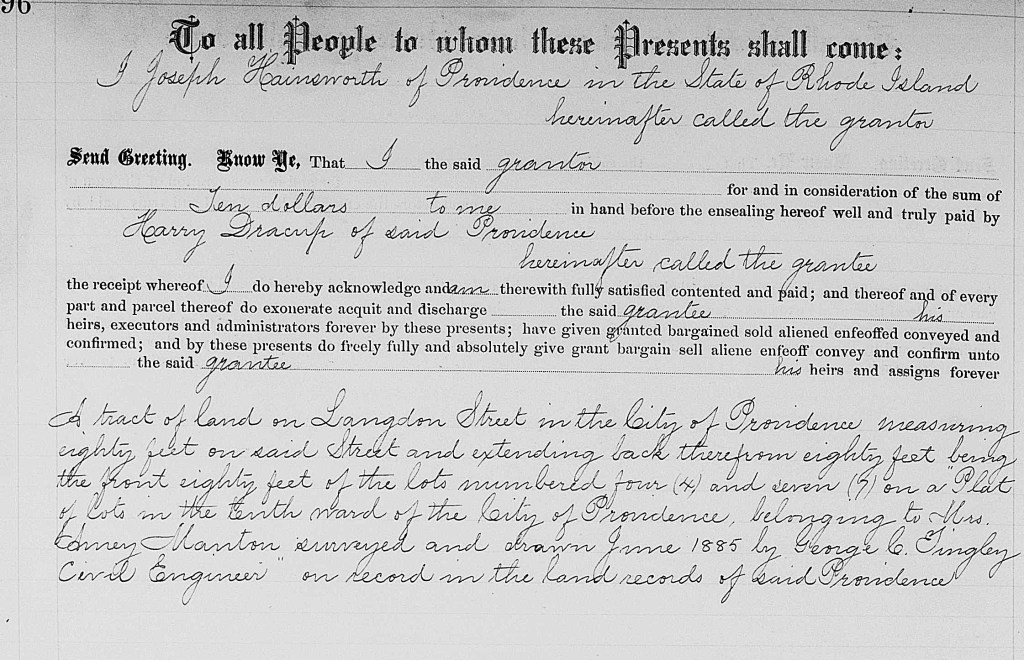 96
To all People to whom these Presents shall come:
I Joseph Hainsworth of Providence in the State of Rhode Island
hereinafter called the grantor
Send Greeting. Know Ye, That I the said grantor
for and in consideration of the sum of
Ten dollars to me in hand before the ensealing hereof well and truly paid by
Harry Dracup of said Providence
hereinafter called the grantee
the receipt whereof I do hereby acknowledge and am therewith fully satisfied contented and paid; and thereof and of every
part and parcel thereof do exonerate acquit and discharge the said grantee his
heirs, executors and administrators forever by these presents; have given granted bargained sold aliened enfeoffed conveyed and
confirmed; and by these presents do freely fully and absolutely give grant bargain sell aliene enfeoff convey and confirm unto
the said grantee his heirs and assigns forever
A tract of land on Langdon Street in the City of Providence measuring
eighty feet on said Street and extending back therefrom eighty feet being
the front eighty feet of the lots numbered four (4) and seven (7) on a "Plat
of lots in the tenth ward of the City of Providence, belonging to Mrs.
Amey Manton surveyed and drawn June 1885 by George C. Tingley
Civil Engineer" on record in the land records of said Providence